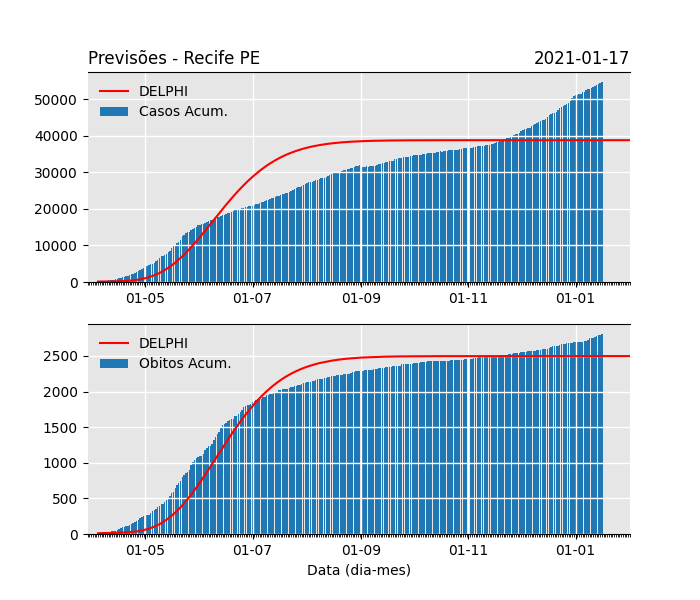 Previsões - Recife PE 2021-01-17
DELPHI
Casos Acum.
50000
40000
30000
20000
10000
0
01-05 01-07 01-09 01-11 01-01
DELPHI
Obitos Acum.
2500
2000
1500
1000
500
0
01-05 01-07 01-09 01-11 01-01
Data (dia-mes)